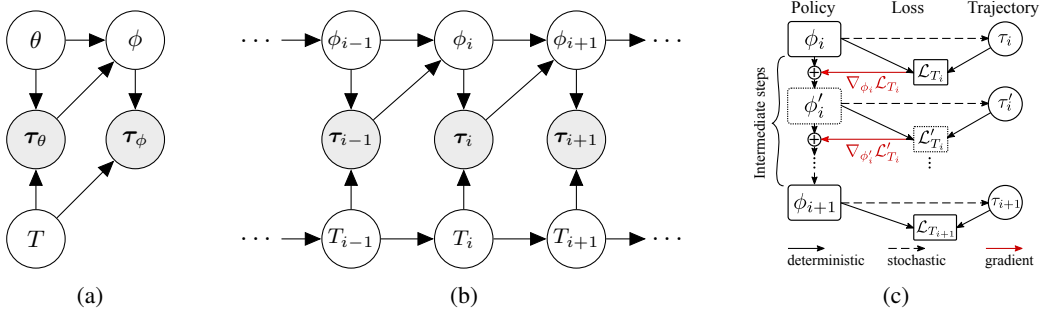 θ ϕ
τ_θ τ_ϕ
T
(a)
··· ϕ_{i−1} ϕ_i ϕ_{i+1} ···
τ_{i−1} τ_i τ_{i+1}
··· T_{i−1} T_i T_{i+1} ···
(b)
Policy Loss Trajectory
ϕ_i τ_i
ℒ_{T_i}
+ ∇_{ϕ_i} ℒ_{T_i}
Intermediate steps
ϕ′_i τ′_i
ℒ′_{T_i}
+ ∇_{ϕ′_i} ℒ′_{T_i}
⋮ ⋮
ϕ_{i+1} τ_{i+1}
ℒ_{T_{i+1}}
deterministic stochastic gradient
(c)